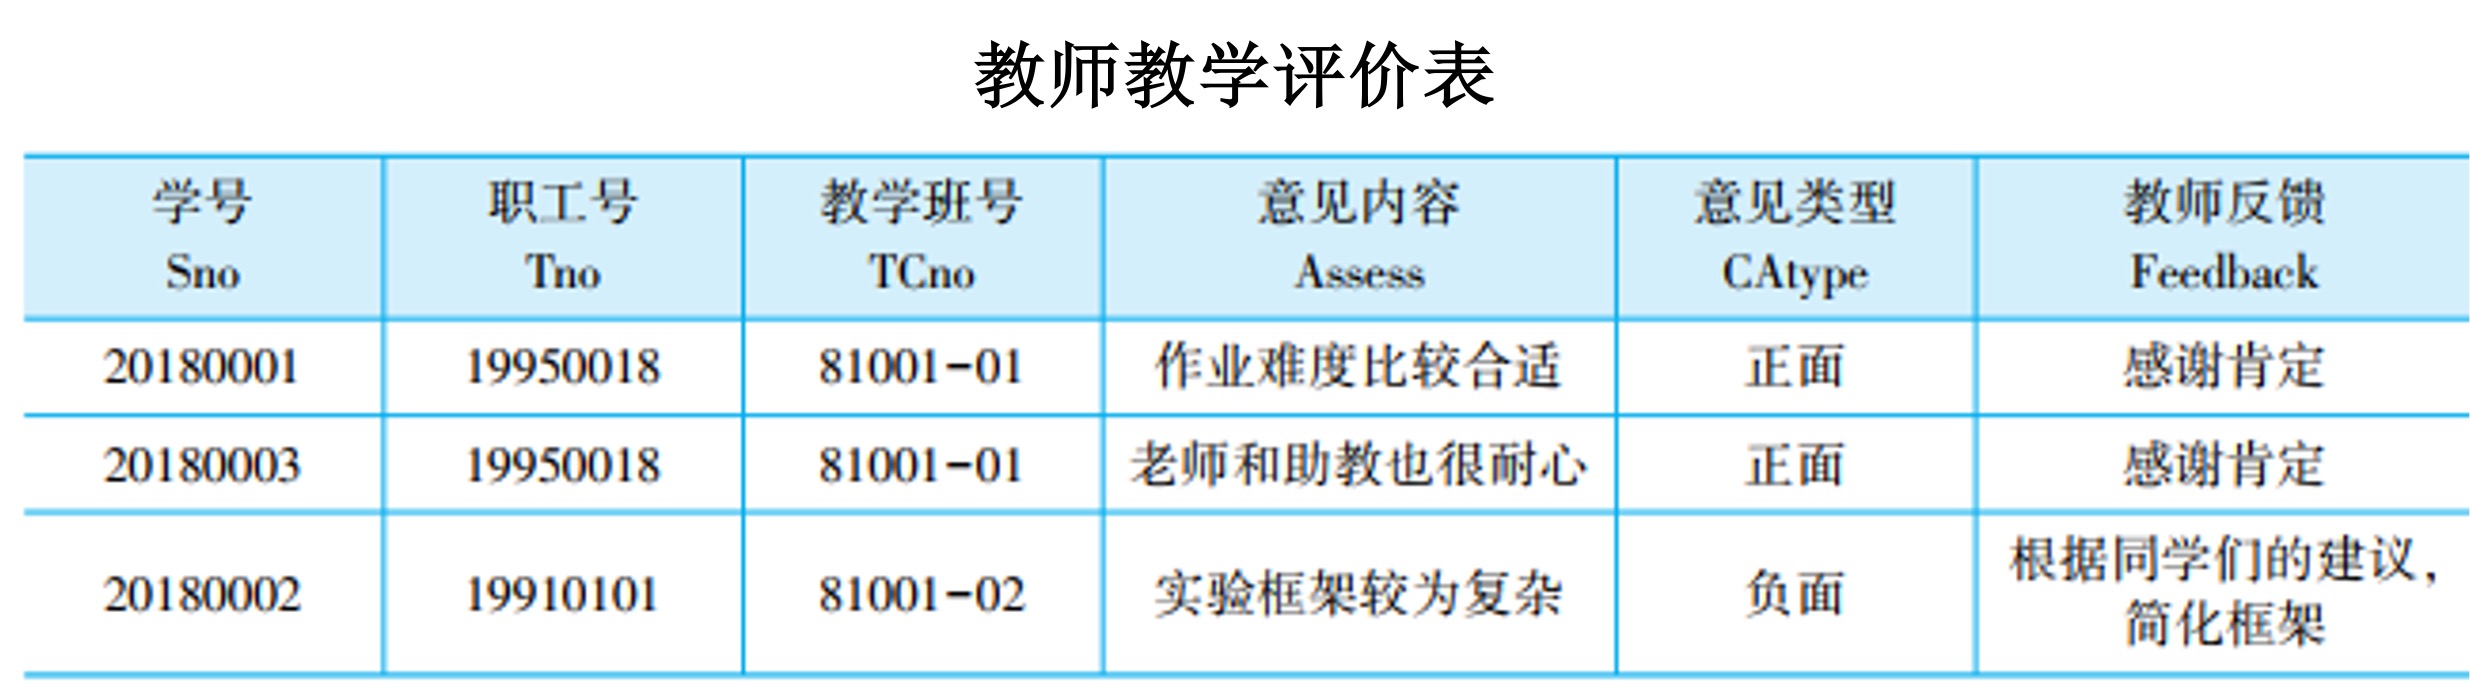 教师教学评价表
学号 职工号 教学班号 意见内容 意见类型 教师反馈
Sno Tno TCno Assess CAtype Feedback
20180001 19950018 81001-01 作业难度比较合适 正面 感谢肯定
20180003 19950018 81001-01 老师和助教也很耐心 正面 感谢肯定
20180002 19910101 81001-02 实验框架较为复杂 负面 根据同学们的建议，
简化框架